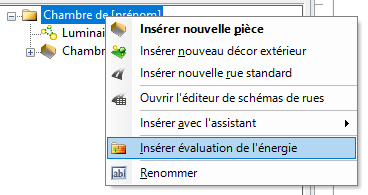 Chambre de [prénom]
Luminai
Chambr
Insérer nouvelle pièce
Insérer nouveau décor extérieur
Insérer nouvelle rue standard
Ouvrir l'éditeur de schémas de rues
Insérer avec l'assistant
Insérer évaluation de l'énergie
Renommer